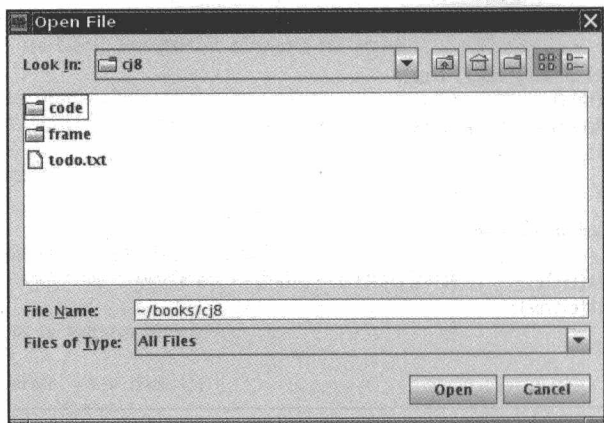 Open File
Look In: cj8
code
frame
todo.txt
File Name: ~/books/cj8
Files of Type: All Files
Open Cancel